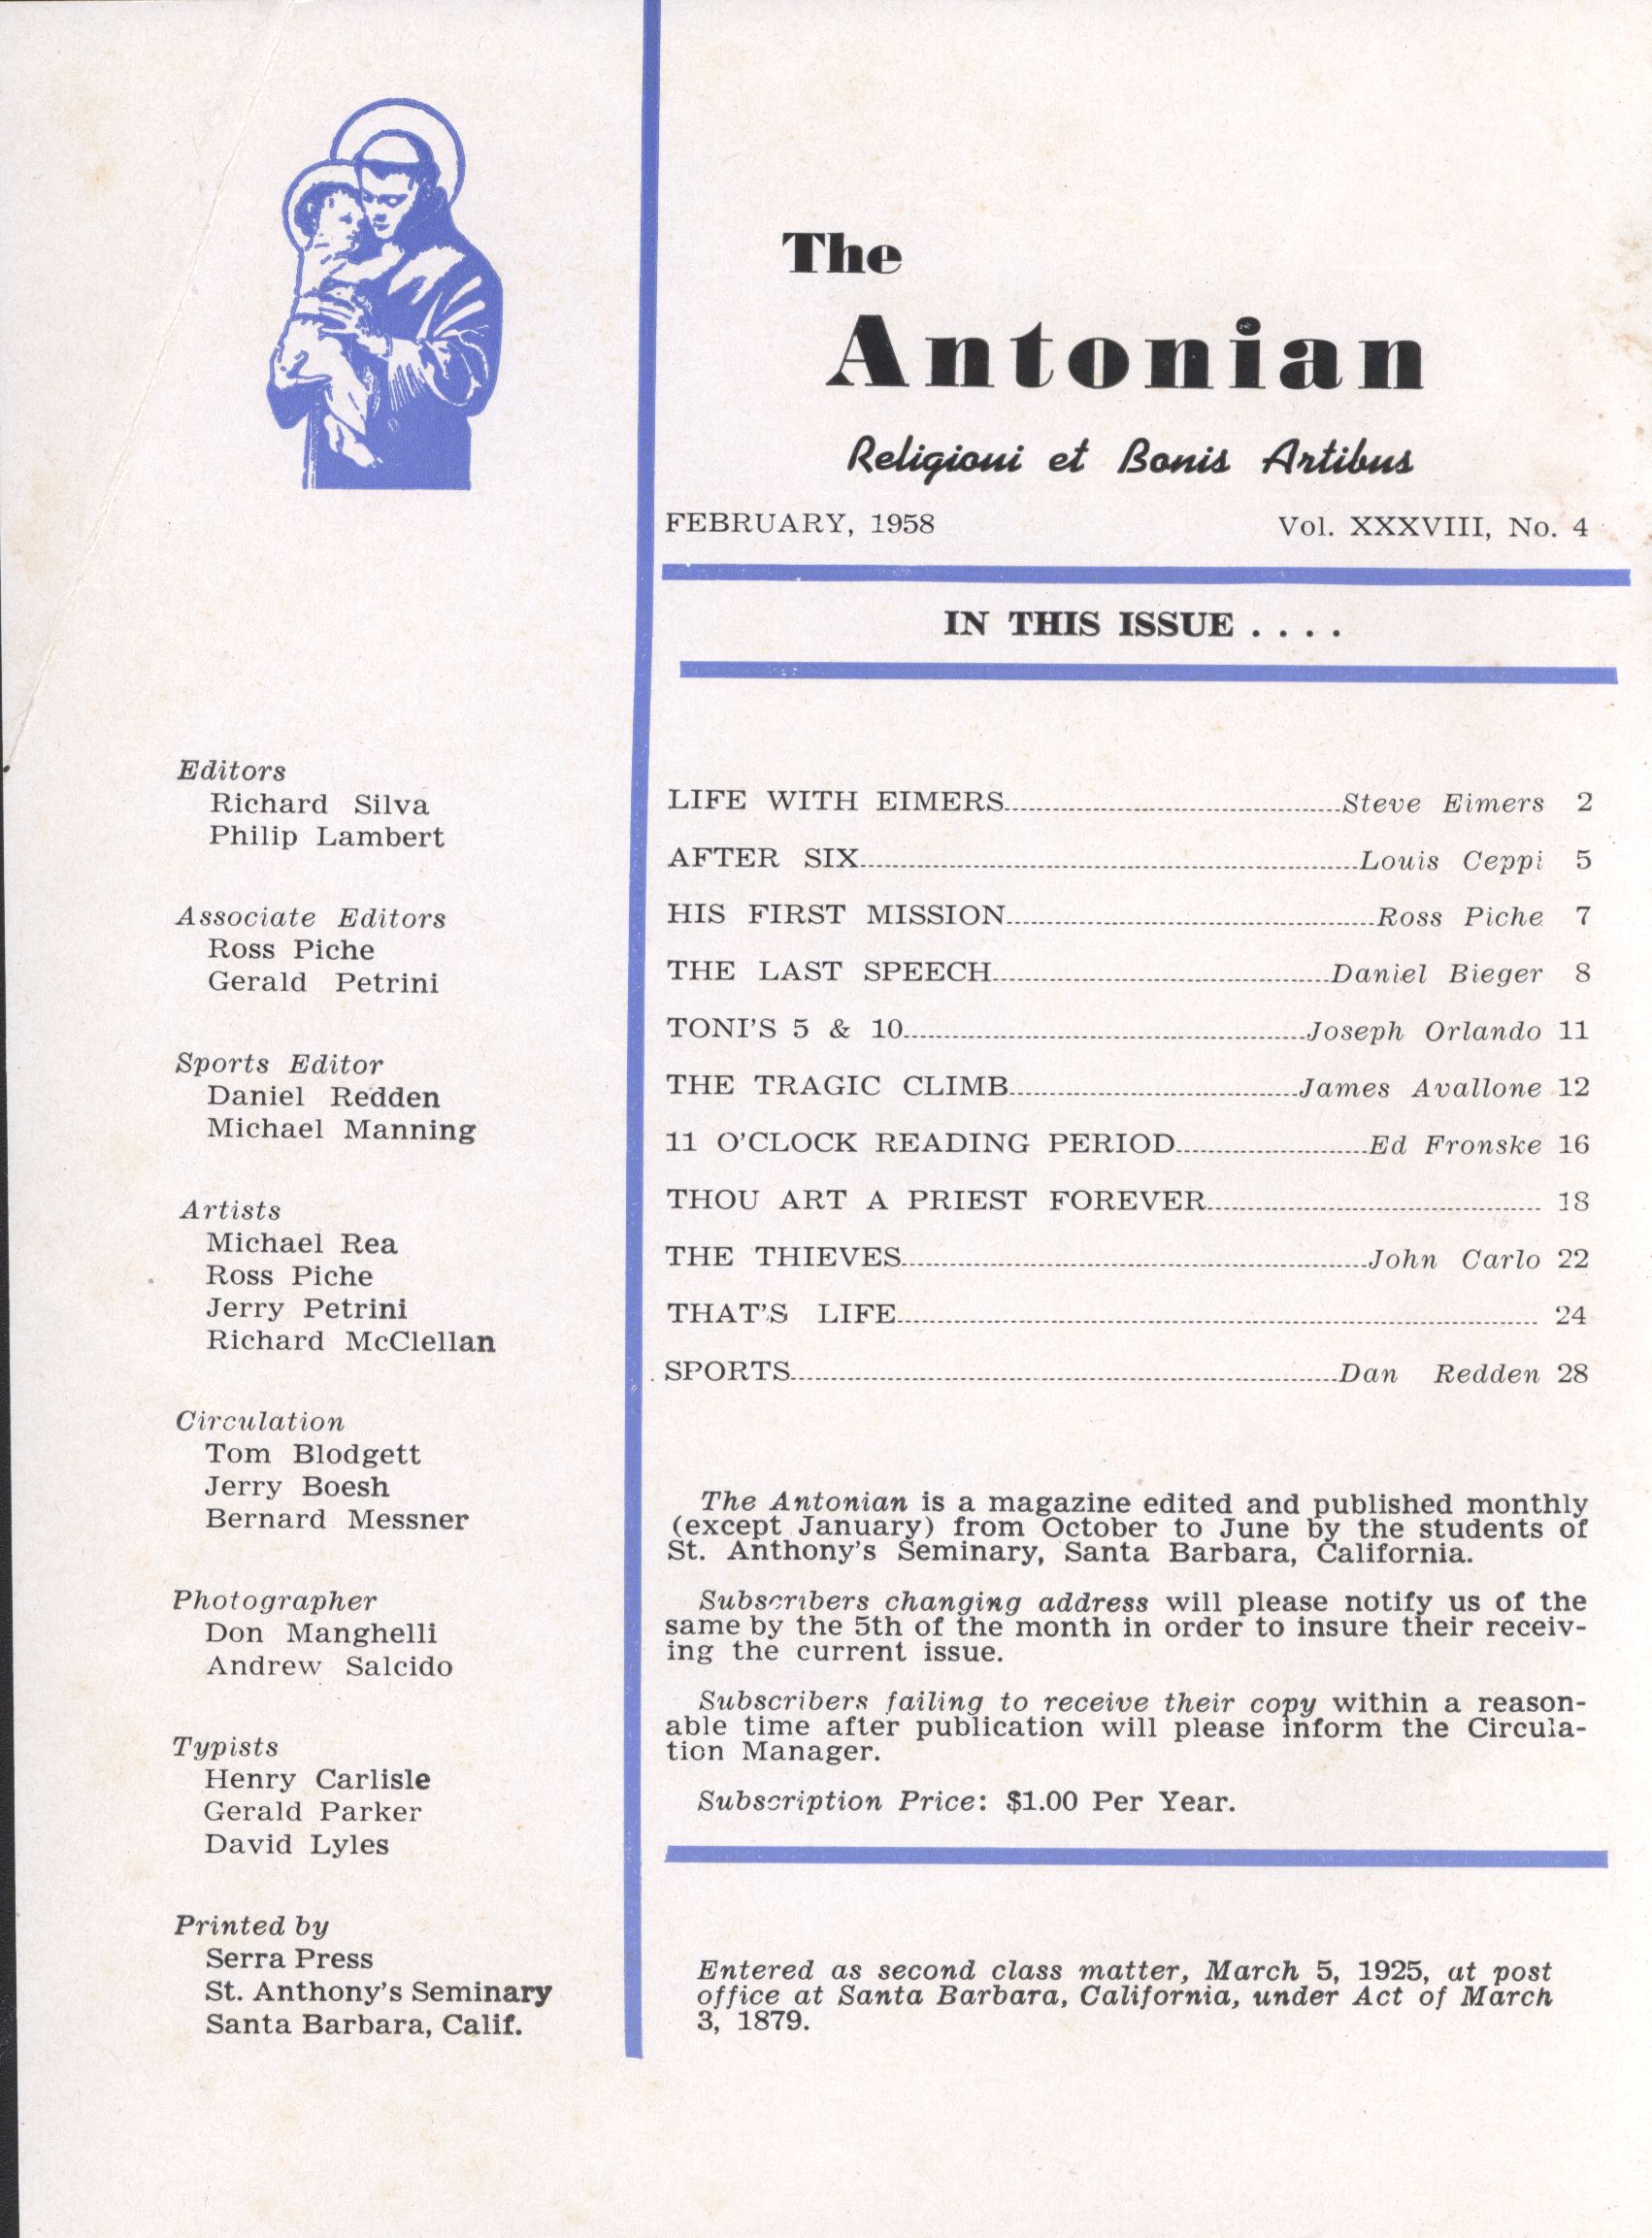 The
Antonian
Religioni et Bonis Artibus
FEBRUARY, 1958 Vol. XXXVIII, No. 4
IN THIS ISSUE . . . .
Editors
Richard Silva
Philip Lambert
Associate Editors
Ross Piche
Gerald Petrini
Sports Editor
Daniel Redden
Michael Manning
Artists
Michael Rea
Ross Piche
Jerry Petrini
Richard McClellan
Circulation
Tom Blodgett
Jerry Boesh
Bernard Messner
Photographer
Don Manghelli
Andrew Salcido
Typists
Henry Carlisle
Gerald Parker
David Lyles
Printed by
Serra Press
St. Anthony's Seminary
Santa Barbara, Calif.
LIFE WITH EIMERS Steve Eimers 2
AFTER SIX Louis Ceppi 5
HIS FIRST MISSION Ross Piche 7
THE LAST SPEECH Daniel Bieger 8
TONI'S 5 & 10 Joseph Orlando 11
THE TRAGIC CLIMB James Avallone 12
11 O'CLOCK READING PERIOD Ed Fronske 16
THOU ART A PRIEST FOREVER 18
THE THIEVES John Carlo 22
THAT'S LIFE 24
SPORTS Dan Redden 28
The Antonian is a magazine edited and published monthly
(except January) from October to June by the students of
St. Anthony's Seminary, Santa Barbara, California.
Subscribers changing address will please notify us of the
same by the 5th of the month in order to insure their receiv-
ing the current issue.
Subscribers failing to receive their copy within a reason-
able time after publication will please inform the Circula-
tion Manager.
Subscription Price: $1.00 Per Year.
Entered as second class matter, March 5, 1925, at post
office at Santa Barbara, California, under Act of March
3, 1879.